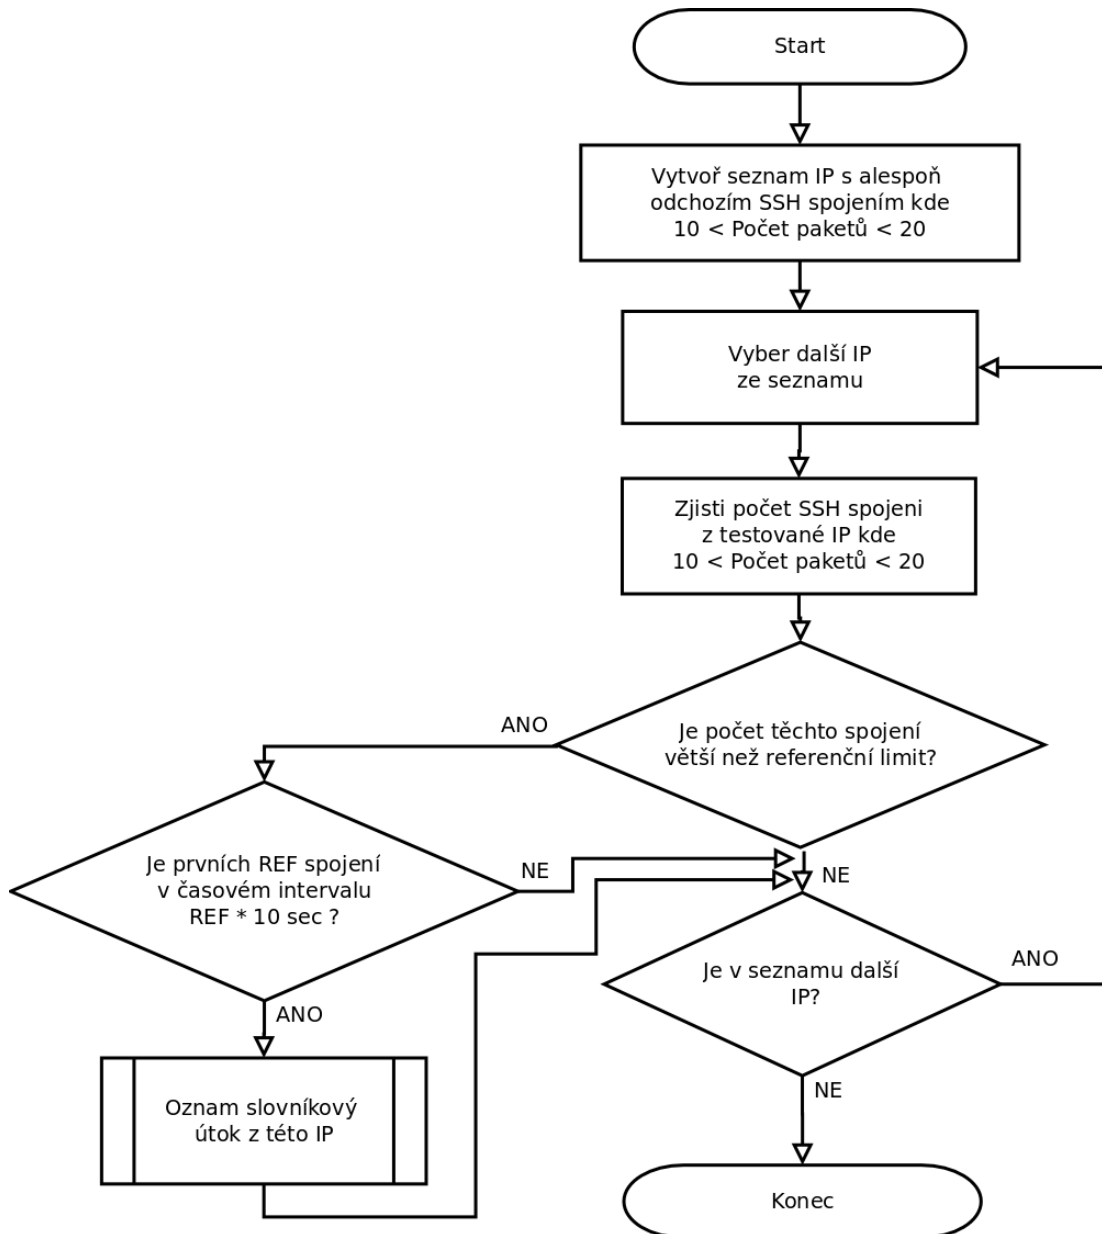 Start
Vytvoř seznam IP s alespoň
odchozím SSH spojením kde
10 < Počet paketů < 20
Vyber další IP
ze seznamu
Zjisti počet SSH spojeni
z testované IP kde
10 < Počet paketů < 20
Je počet těchto spojení
větší než referenční limit?
ANO
Je prvních REF spojení
v časovém intervalu
REF * 10 sec ?
NE
NE
Je v seznamu další
IP?
ANO
ANO
Oznam slovníkový
útok z této IP
NE
Konec